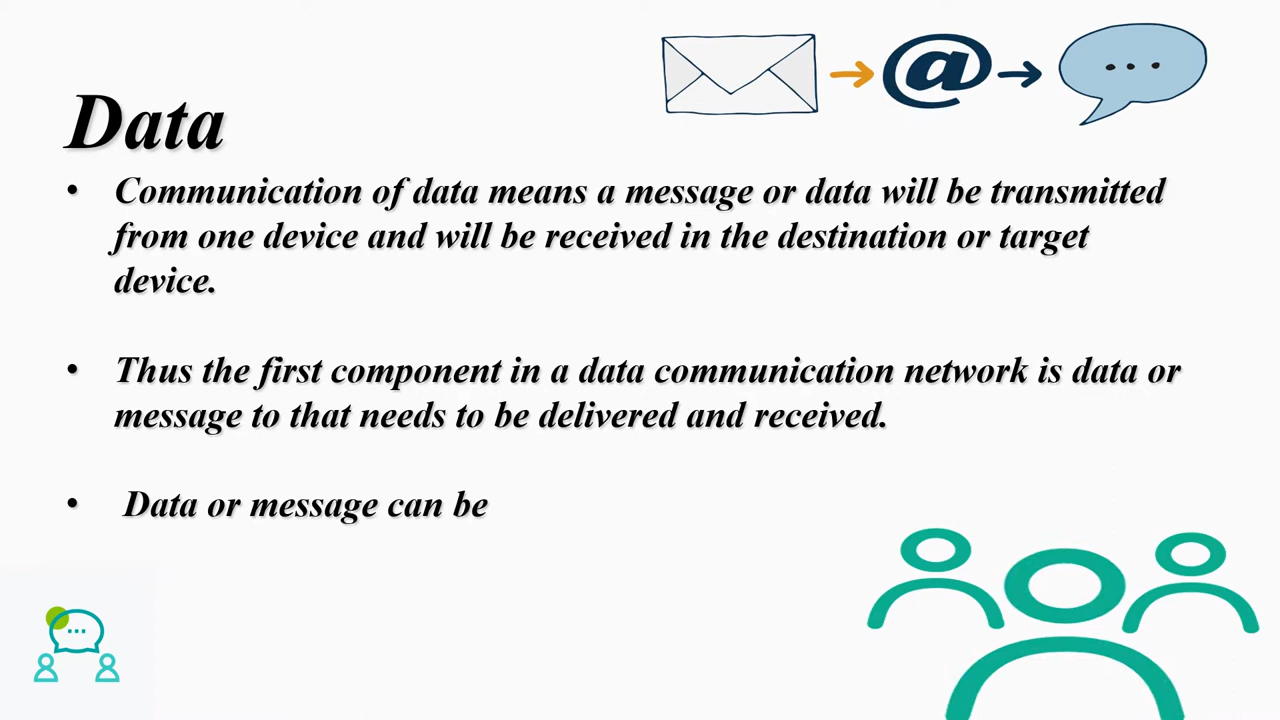 Data
• Communication of data means a message or data will be transmitted
from one device and will be received in the destination or target
device.
• Thus the first component in a data communication network is data or
message to that needs to be delivered and received.
• Data or message can be